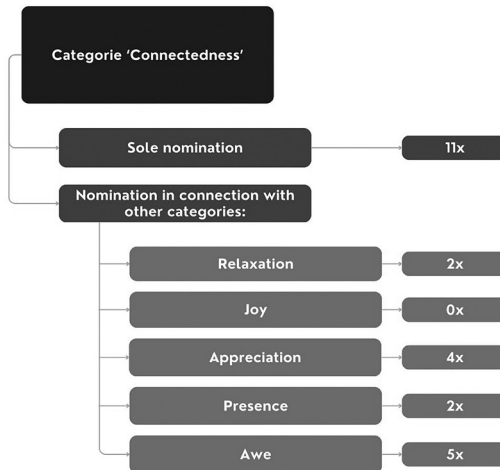 Categorie ‘Connectedness’
Sole nomination
11x
Nomination in connection with
other categories:
Relaxation
2x
Joy
0x
Appreciation
4x
Presence
2x
Awe
5x